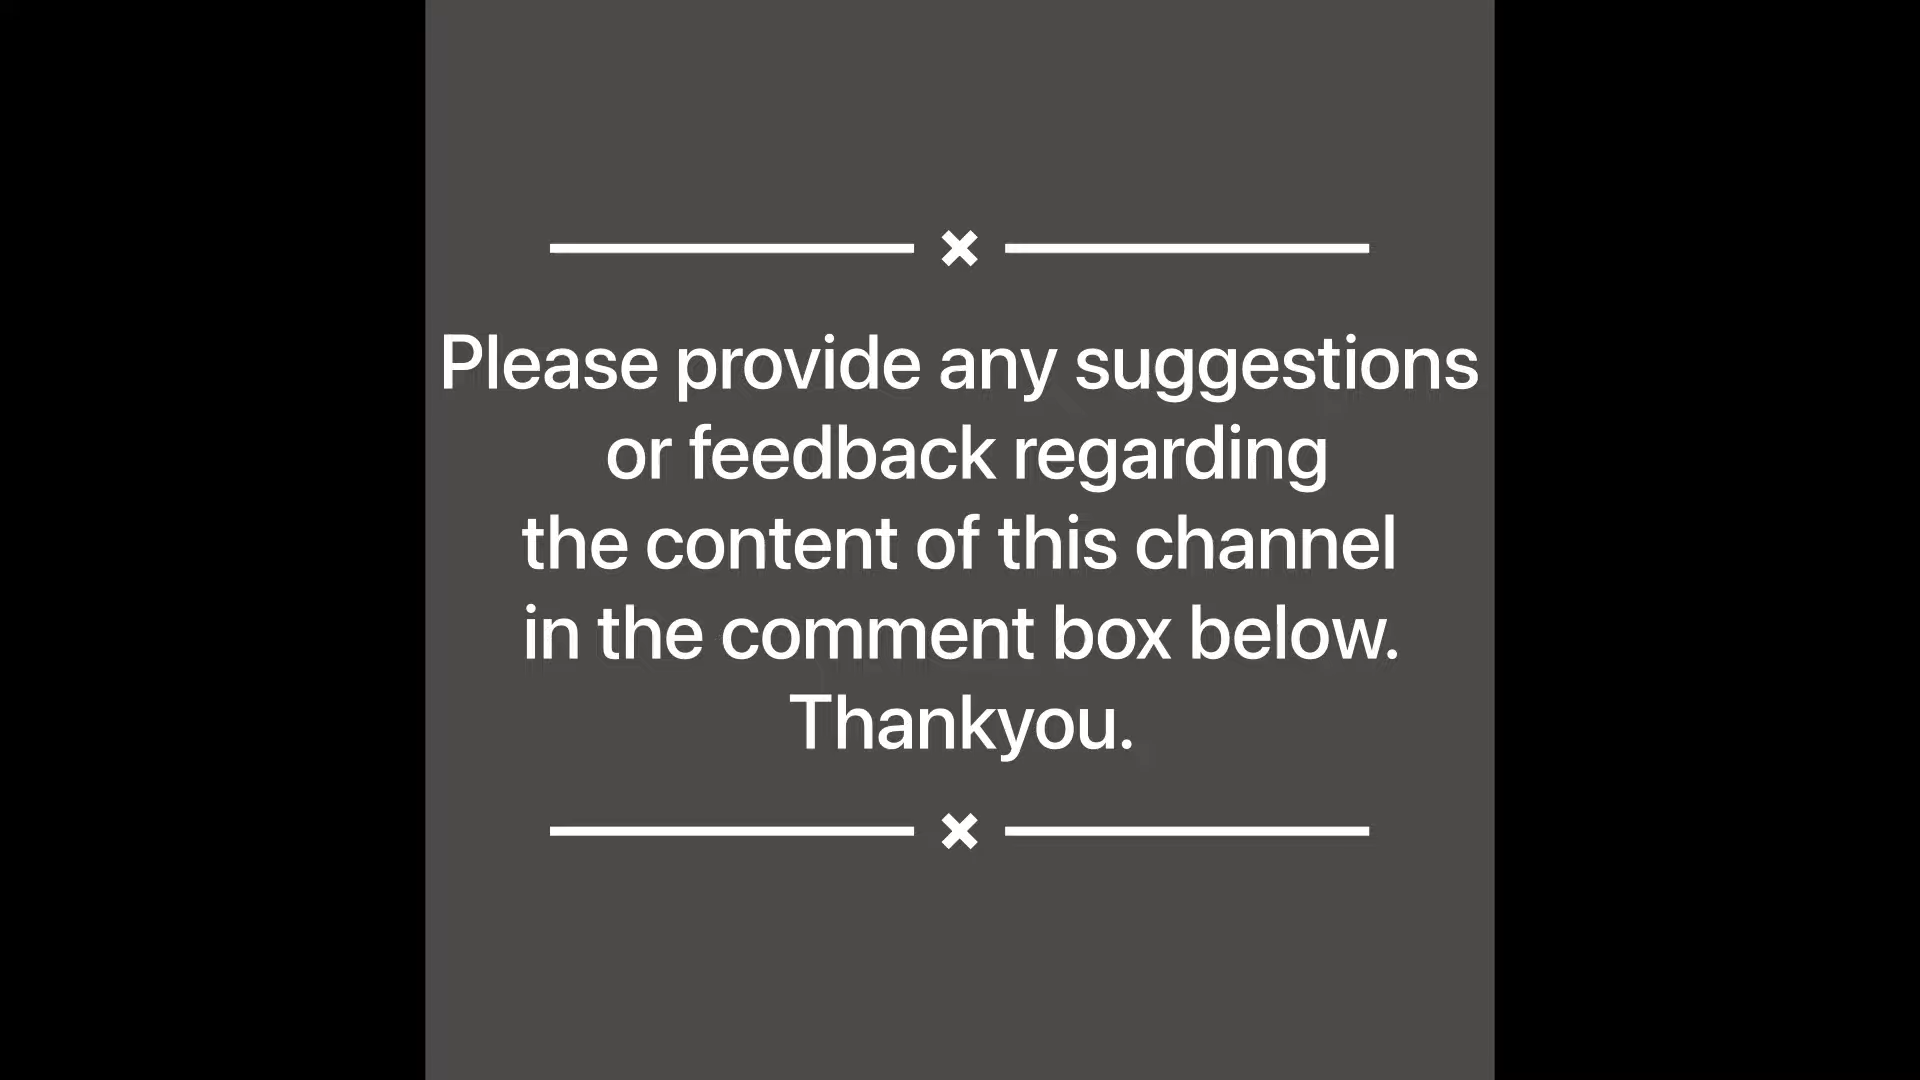 Please provide any suggestions
or feedback regarding
the content of this channel
in the comment box below.
Thankyou.